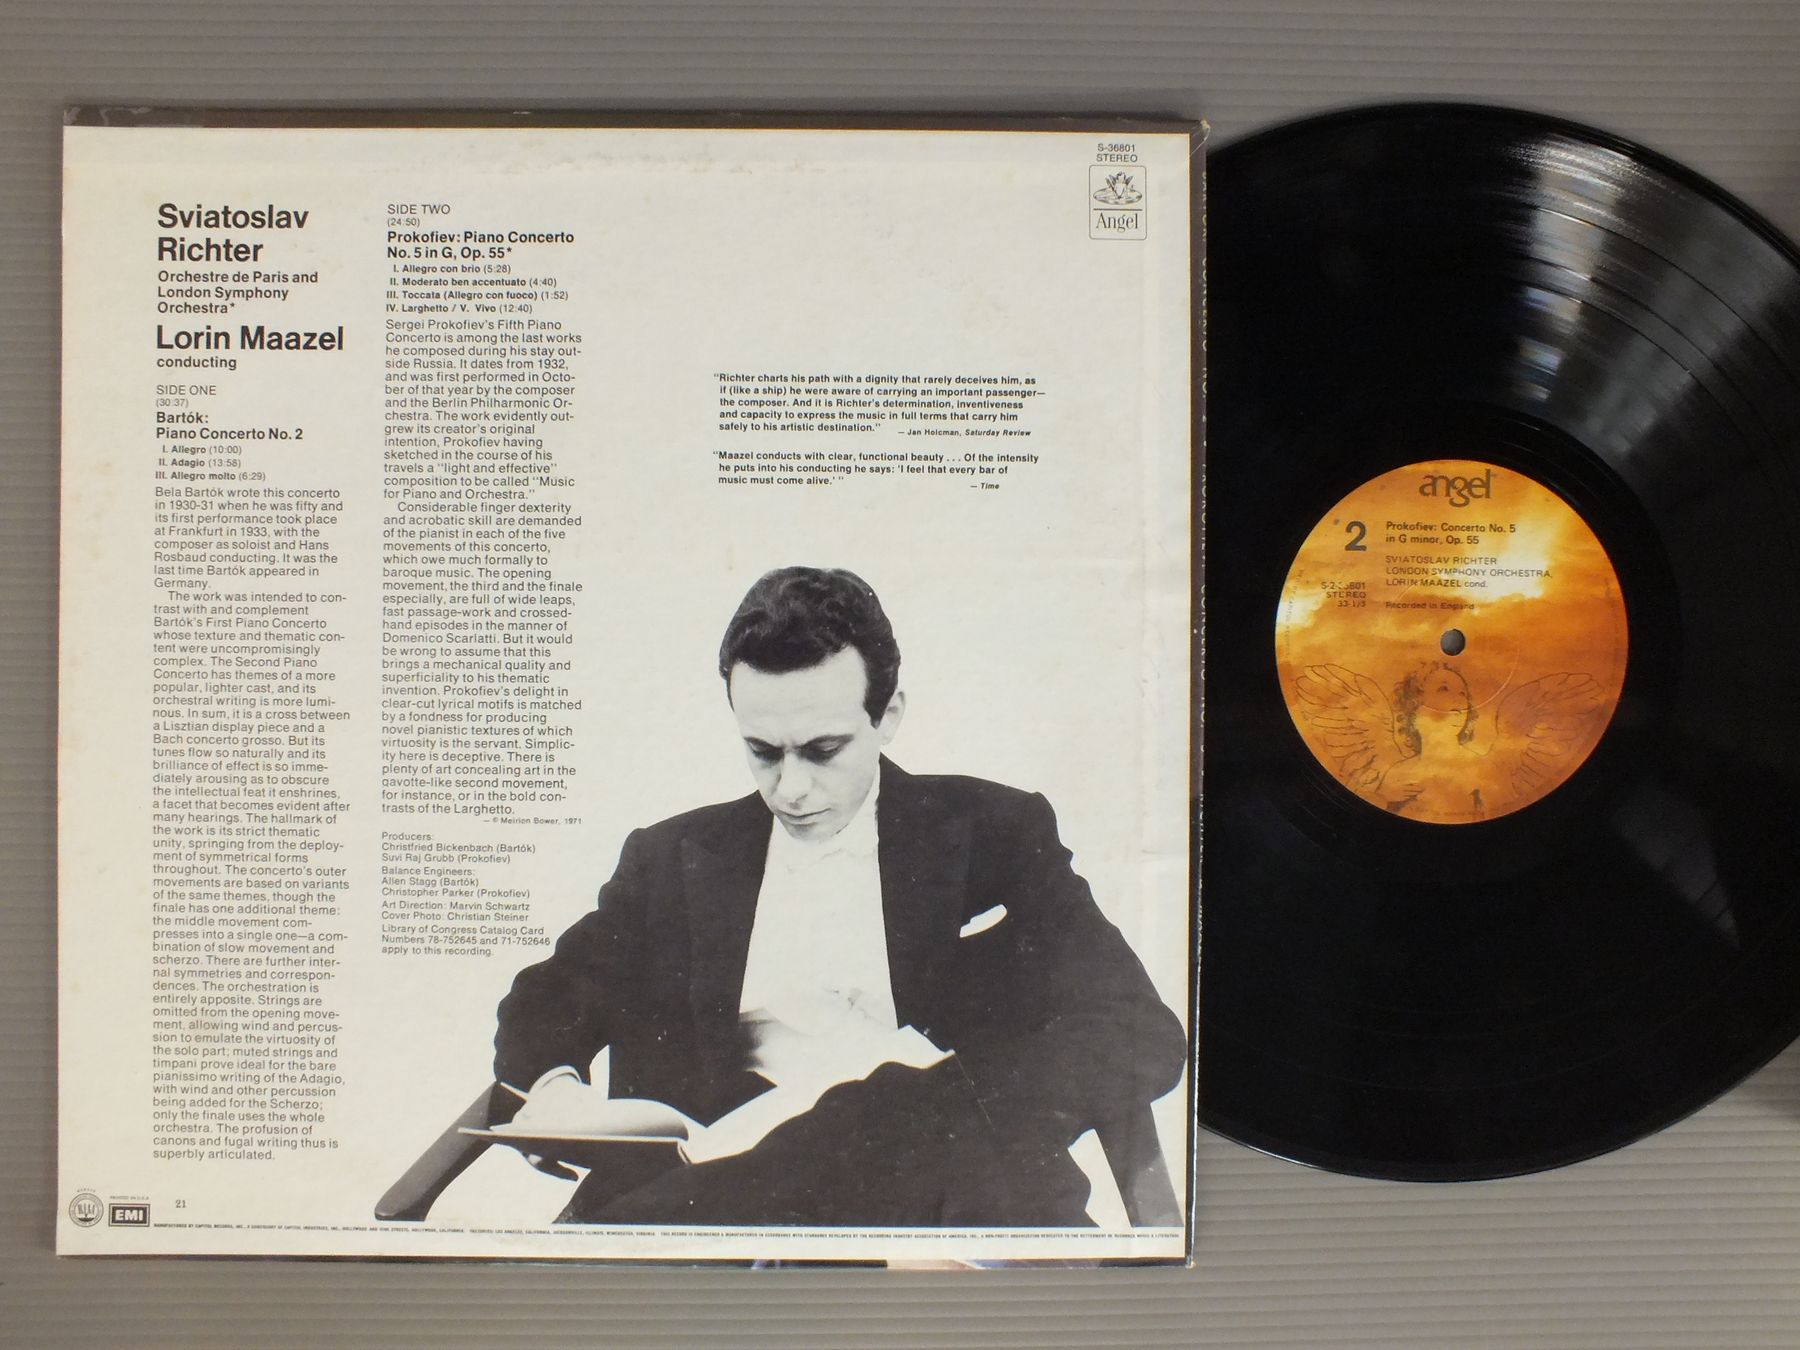 Sviatoslav
Richter
Orchestre de Paris and
London Symphony
Orchestra*
Lorin Maazel
conducting
SIDE ONE
(30:37)
Bartók:
Piano Concerto No. 2
I. Allegro (10:00)
II. Adagio (13:58)
III. Allegro molto (6:29)
Bela Bartók wrote this concerto
in 1930-31 when he was fifty and
its first performance took place
at Frankfurt in 1933, with the
composer as soloist and Hans
Rosbaud conducting. It was the
last time Bartók appeared in
Germany.
The work was intended to con-
trast with and complement
Bartók's First Piano Concerto
whose texture and thematic con-
tent were uncompromisingly
complex. The Second Piano
Concerto has themes of a more
popular, lighter cast, and its
orchestral writing is more lumi-
nous. In sum, it is a cross between
a Lisztian display piece and a
Bach concerto grosso. But its
tunes flow so naturally and its
brilliance of effect is so imme-
diately arousing as to obscure
the intellectual feat it enshrines,
a facet that becomes evident after
many hearings. The hallmark of
the work is its strict thematic
unity, springing from the deploy-
ment of symmetrical forms
throughout. The concerto's outer
movements are based on variants
of the same themes, though the
finale has one additional theme:
the middle movement com-
presses into a single one—a com-
bination of slow movement and
scherzo. There are further inter-
nal symmetries and correspon-
dences. The orchestration is
entirely apposite. Strings are
omitted from the opening move-
ment, allowing wind and percus-
sion to emulate the virtuosity of
the solo part; muted strings and
timpani prove ideal for the bare
pianissimo writing of the Adagio,
with wind and other percussion
being added for the Scherzo;
only the finale uses the whole
orchestra. The profusion of
canons and fugal writing thus is
superbly articulated.
SIDE TWO
(24:50)
Prokofiev: Piano Concerto
No. 5 in G, Op. 55*
I. Allegro con brio (5:28)
II. Moderato ben accentuato (4:40)
III. Toccata (Allegro con fuoco) (1:52)
IV. Larghetto / V. Vivo (12:40)
Sergei Prokofiev's Fifth Piano
Concerto is among the last works
he composed during his stay out-
side Russia. It dates from 1932,
and was first performed in Octo-
ber of that year by the composer
and the Berlin Philharmonic Or-
chestra. The work evidently out-
grew its creator's original
intention, Prokofiev having
sketched in the course of his
travels a "light and effective"
composition to be called "Music
for Piano and Orchestra."
Considerable finger dexterity
and acrobatic skill are demanded
of the pianist in each of the five
movements of this concerto,
which owe much formally to
baroque music. The opening
movement, the third and the finale
especially, are full of wide leaps,
fast passage-work and crossed-
hand episodes in the manner of
Domenico Scarlatti. But it would
be wrong to assume that this
brings a mechanical quality and
superficiality to his thematic
invention. Prokofiev's delight in
clear-cut lyrical motifs is matched
by a fondness for producing
novel pianistic textures of which
virtuosity is the servant. Simplic-
ity here is deceptive. There is
plenty of art concealing art in the
gavotte-like second movement,
for instance, or in the bold con-
trasts of the Larghetto.
— © Meirion Bower, 1971
Producers:
Christfried Bickenbach (Bartók)
Suvi Raj Grubb (Prokofiev)
Balance Engineers:
Allen Stagg (Bartók)
Christopher Parker (Prokofiev)
Art Direction: Marvin Schwartz
Cover Photo: Christian Steiner
Library of Congress Catalog Card
Numbers 78-752645 and 71-752646
apply to this recording.
"Richter charts his path with a dignity that rarely deceives him, as
if (like a ship) he were aware of carrying an important passenger—
the composer. And it is Richter's determination, inventiveness
and capacity to express the music in full terms that carry him
safely to his artistic destination."
— Jan Holcman, Saturday Review
"Maazel conducts with clear, functional beauty . . . Of the intensity
he puts into his conducting he says: 'I feel that every bar of
music must come alive.' "
— Time
S-36801
STEREO
Angel
PRINTED IN U.S.A.
EMI
21
angel
2
Prokofiev: Concerto No. 5
in G minor, Op. 55
SVIATOSLAV RICHTER
LONDON SYMPHONY ORCHESTRA,
LORIN MAAZEL cond.
STEREO
33-1/3
Recorded in England